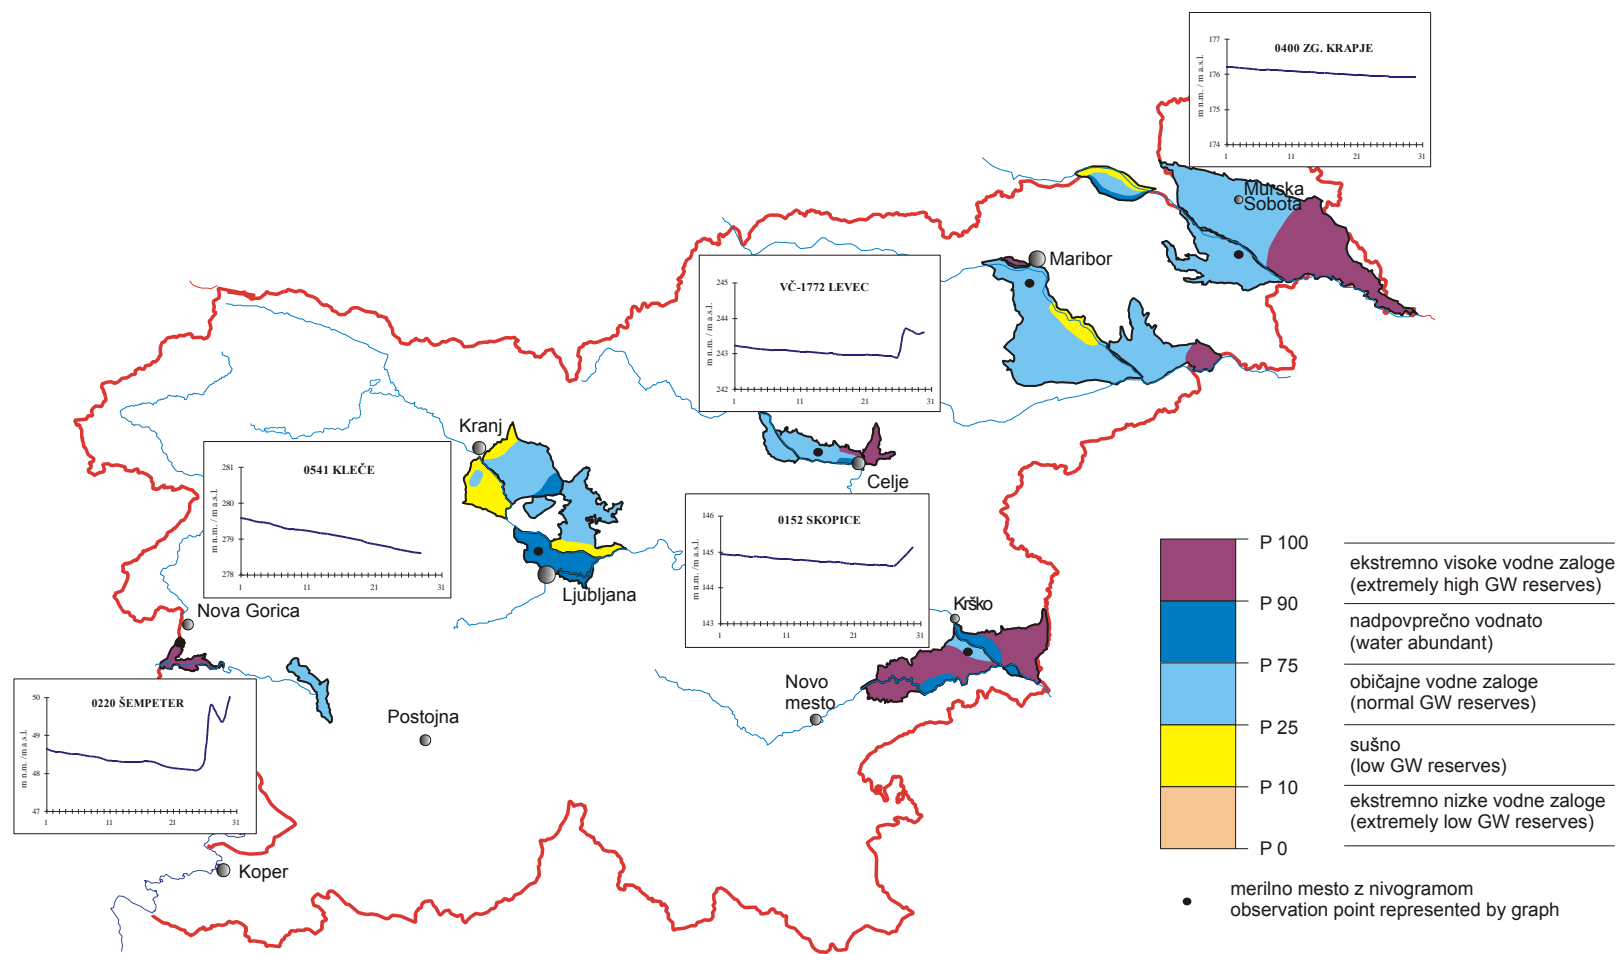 0400 ZG. KRAPJE
m n.m. / m a.s.l.
177
176
175
174
1
11
21
31
Murska
Sobota
Maribor
VČ-1772 LEVEC
m n.m. / m a.s.l.
245
244
243
242
1
11
21
31
Kranj
Celje
0541 KLEČE
m n.m. / m a.s.l.
281
280
279
278
1
11
21
31
0152 SKOPICE
m n.m. / m a.s.l.
146
145
144
143
1
11
21
31
Ljubljana
Nova Gorica
Krško
Novo
mesto
Postojna
0220 ŠEMPETER
m n.m. /m a.s.l.
50
49
48
47
1
11
21
31
Koper
P 100
ekstremno visoke vodne zaloge
(extremely high GW reserves)
P 90
nadpovprečno vodnato
(water abundant)
P 75
običajne vodne zaloge
(normal GW reserves)
P 25
sušno
(low GW reserves)
P 10
ekstremno nizke vodne zaloge
(extremely low GW reserves)
P 0
merilno mesto z nivogramom
observation point represented by graph